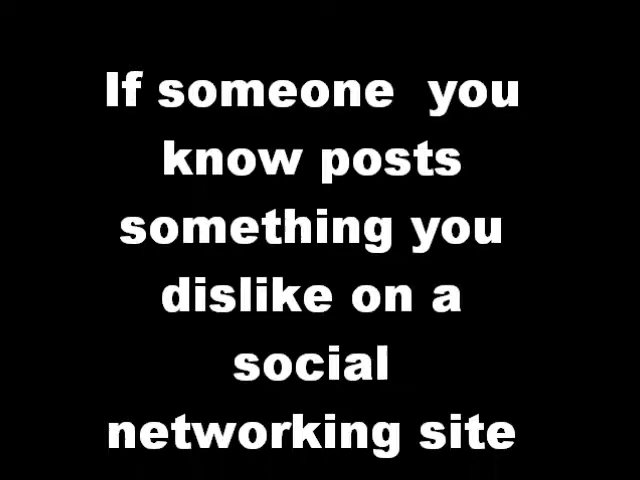 If someone  you
know posts
something you
dislike on a
social
networking site